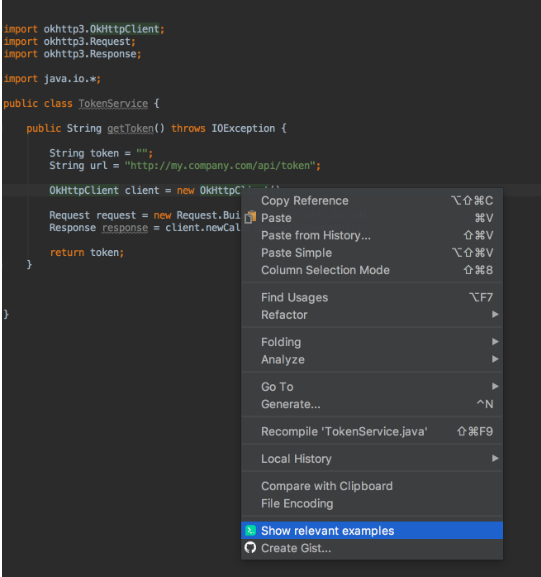 import okhttp3.OkHttpClient;
import okhttp3.Request;
import okhttp3.Response;
import java.io.*;
public class TokenService {
public String getToken() throws IOException {
String token = "";
String url = "http://my.company.com/api/token";
OkHttpClient client = new OkHttpClient()
Request request = new Request.Bui
Response response = client.newCal
return token;
}
}
Copy Reference ⌥⇧⌘C
Paste ⌘V
Paste from History... ⇧⌘V
Paste Simple ⌥⇧⌘V
Column Selection Mode ⇧⌘8
Find Usages ⌥F7
Refactor
Folding
Analyze
Go To
Generate... ^N
Recompile 'TokenService.java' ⇧⌘F9
Local History
Compare with Clipboard
File Encoding
Show relevant examples
Create Gist...